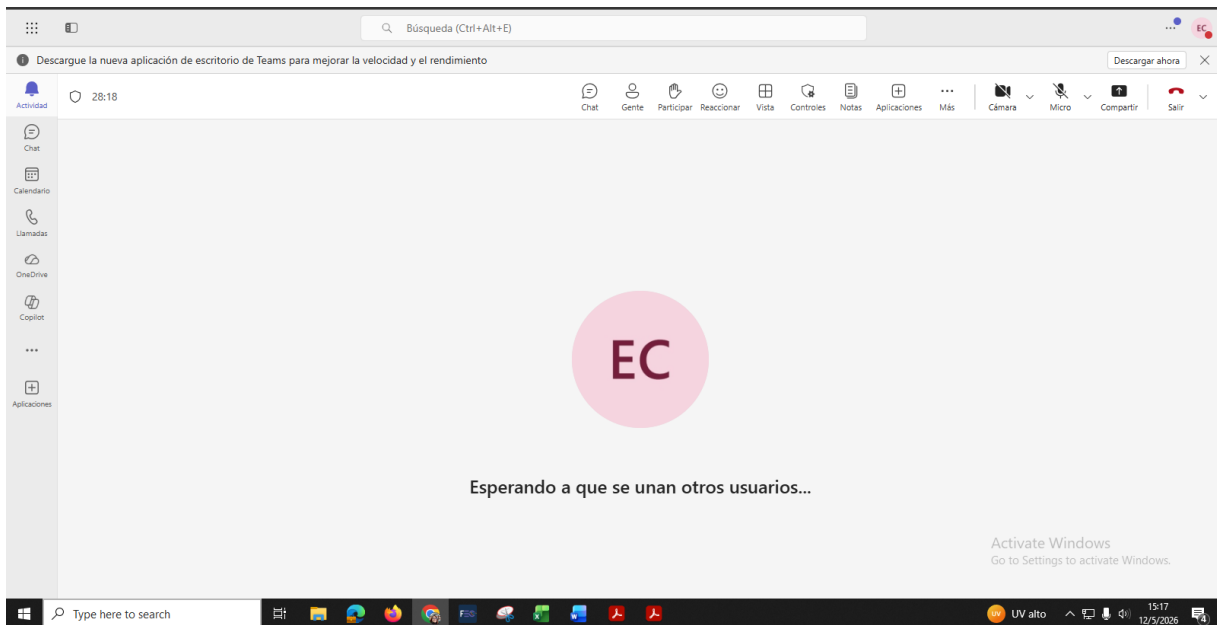 Búsqueda (Ctrl+Alt+E)
...
EC
Descargue la nueva aplicación de escritorio de Teams para mejorar la velocidad y el rendimiento
Descargar ahora
Actividad
28:18
Chat
Gente
Participar
Reaccionar
Vista
Controles
Notas
Aplicaciones
Más
Cámara
Micro
Compartir
Salir
Chat
Calendario
Llamadas
OneDrive
Copilot
Aplicaciones
EC
Esperando a que se unan otros usuarios...
Activate Windows
Go to Settings to activate Windows.
Type here to search
UV alto
15:17
12/5/2026
4